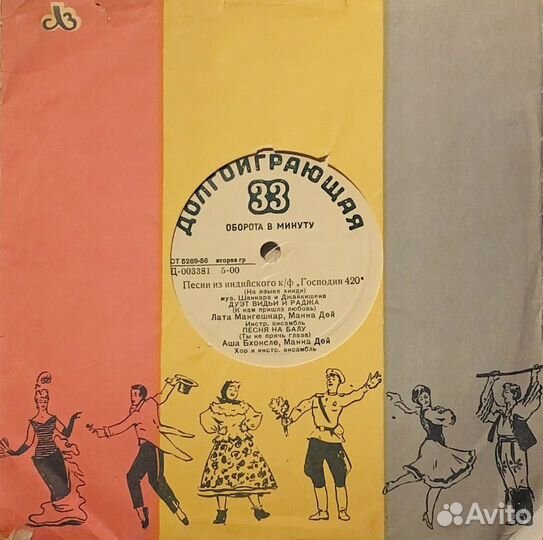 ЛЗ
ДОЛГОИГРАЮЩАЯ
33
ОБОРОТА В МИНУТУ
СТ 5289-56 вторая гр
Д-003381 5-00
Песни из индийского к/ф „Господин 420"
(На языке хинди)
муз. Шанкара и Джайкишена
ДУЭТ ВИДЬИ И РАДЖА
(К нам пришла любовь)
Лата Мангешкар, Манна Дей
Инстр. ансамбль
ПЕСНЯ НА БАЛУ
(Ты не прячь глаза)
Аша Бхонсле, Манна Дей
Хор и инстр. ансамбль
Avito